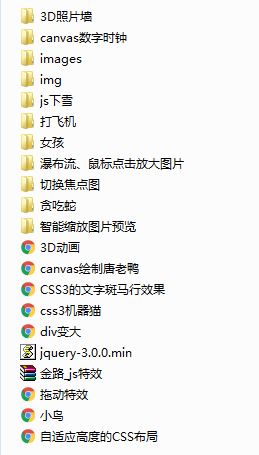 3D照片墙
canvas数字时钟
images
img
js下雪
打飞机
女孩
瀑布流、鼠标点击放大图片
切换焦点图
贪吃蛇
智能缩放图片预览
3D动画
canvas绘制唐老鸭
CSS3的文字斑马行效果
css3机器猫
div变大
jquery-3.0.0.min
金路_js特效
拖动特效
小鸟
自适应高度的CSS布局